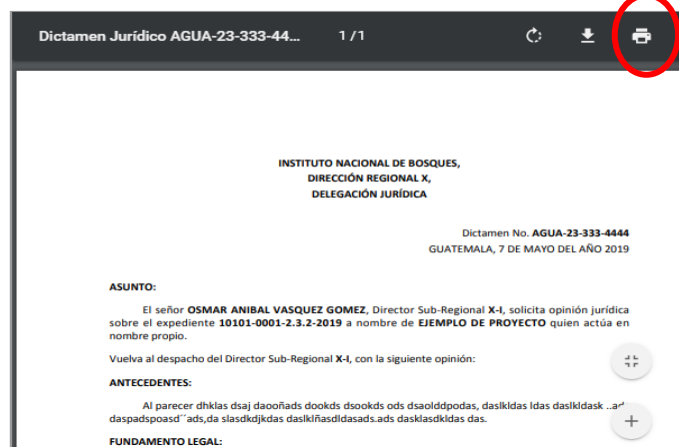 Dictamen Jurídico AGUA-23-333-44... 1 / 1
INSTITUTO NACIONAL DE BOSQUES,
DIRECCIÓN REGIONAL X,
DELEGACIÓN JURÍDICA
Dictamen No. AGUA-23-333-4444
GUATEMALA, 7 DE MAYO DEL AÑO 2019
ASUNTO:
El señor OSMAR ANIBAL VASQUEZ GOMEZ, Director Sub-Regional X-I, solicita opinión jurídica
sobre el expediente 10101-0001-2.3.2-2019 a nombre de EJEMPLO DE PROYECTO quien actúa en
nombre propio.
Vuelva al despacho del Director Sub-Regional X-I, con la siguiente opinión:
ANTECEDENTES:
Al parecer dhklas dsaj daooñads dookds dsookds ods dsaolddpodas, daslkldas ldas daslkldask ..ad
daspadspoasd´´ads,da slasdkdjkdas daslklñasdldasads.ads dasklasdkldas das.
FUNDAMENTO LEGAL: